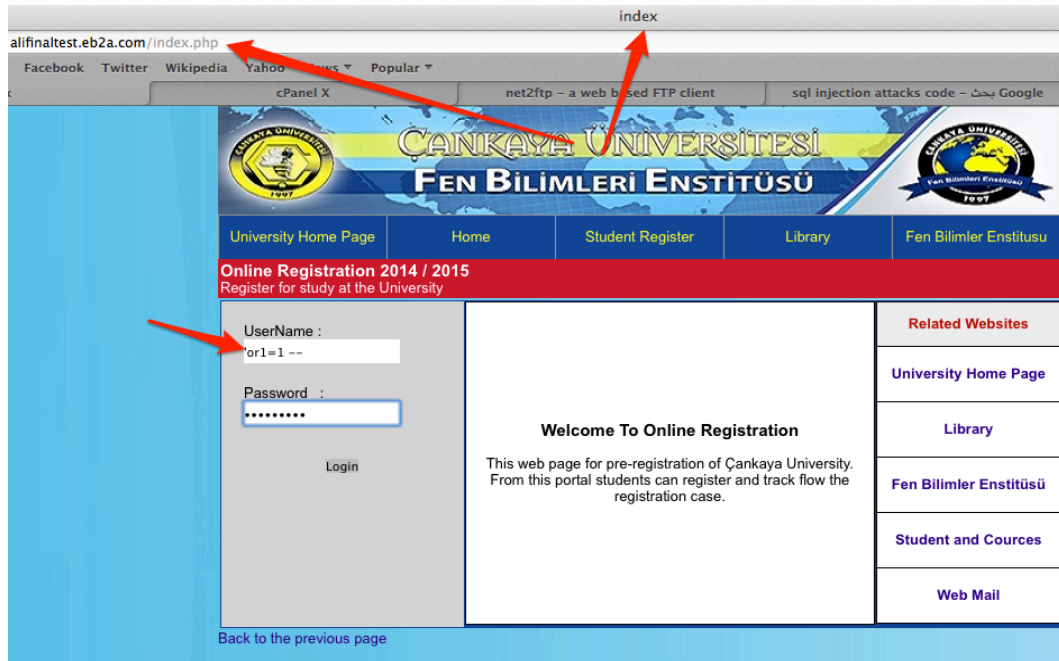 index
alifinaltest.eb2a.com/index.php
Facebook Twitter Wikipedia Yahoo Popular
cPanel X net2ftp – a web based FTP client sql injection attacks code – بحث Google
ÇANKAYA ÜNİVERSİTESİ
FEN BİLİMLERİ ENSTİTÜSÜ
1997
Fen Bilimleri Enstitüsü
1997
University Home Page Home Student Register Library Fen Bilimler Enstitusu
Online Registration 2014 / 2015
Register for study at the University
UserName :
'or1=1 --
Password :
Login
Welcome To Online Registration
This web page for pre-registration of Çankaya University.
From this portal students can register and track flow the
registration case.
Related Websites
University Home Page
Library
Fen Bilimler Enstitüsü
Student and Cources
Web Mail
Back to the previous page